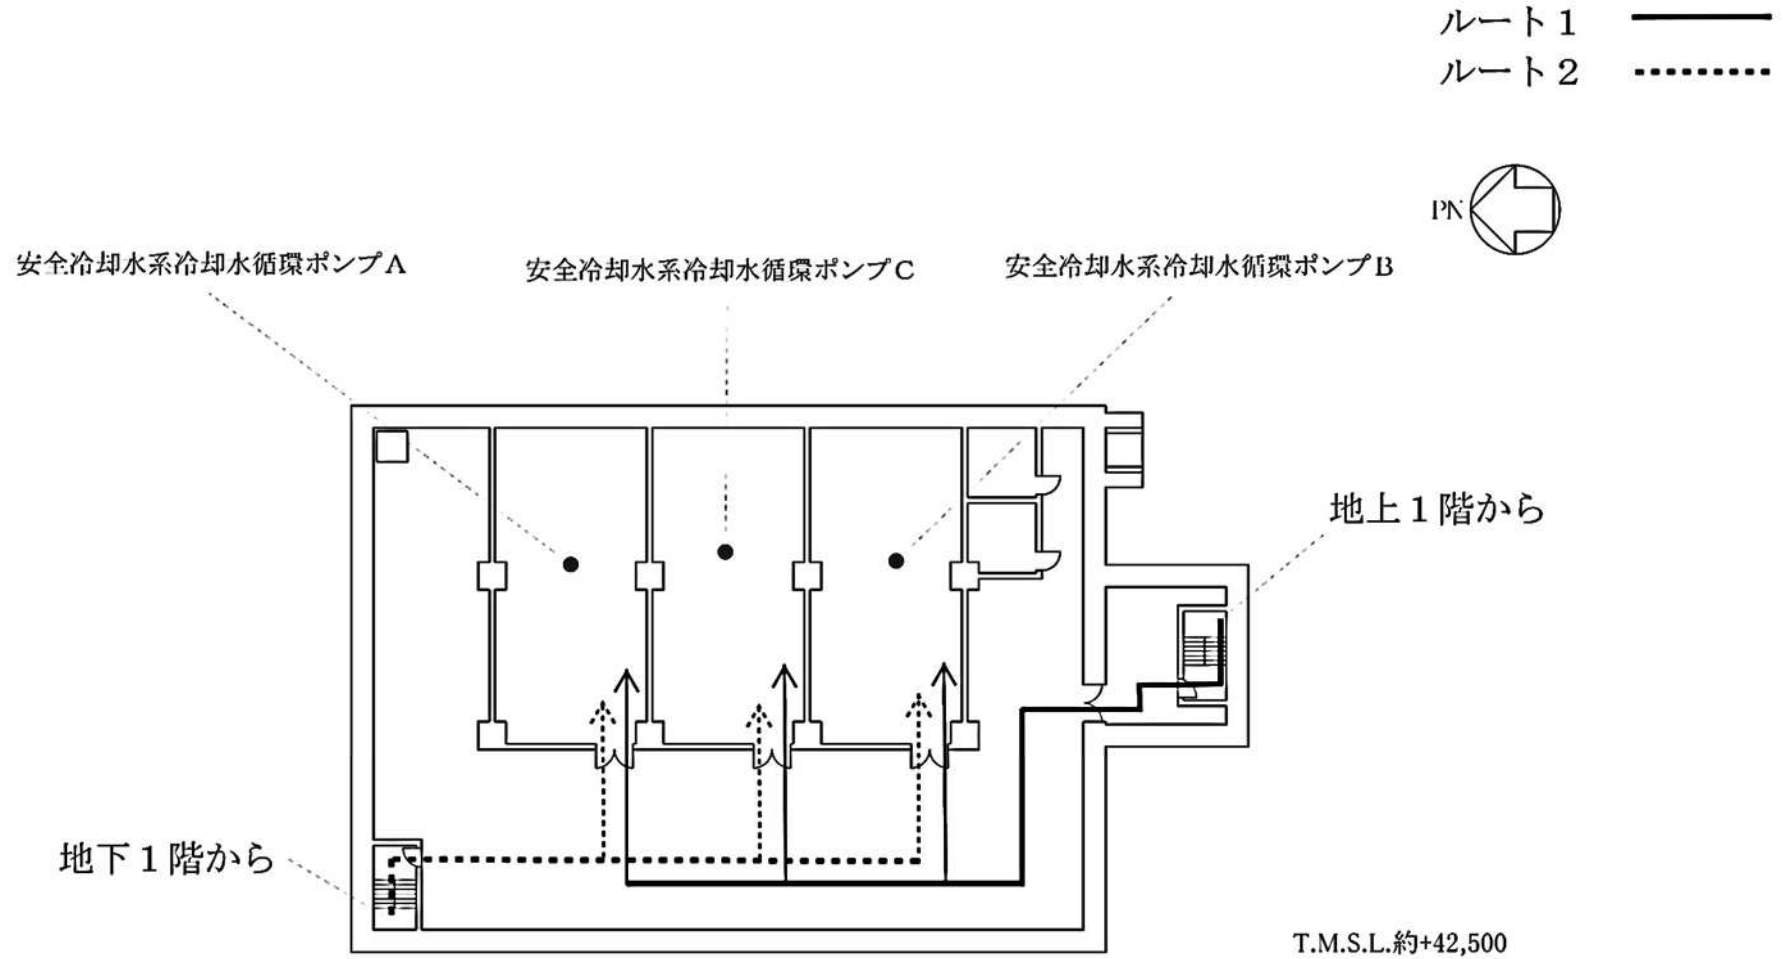 ルート1
ルート2
PN
安全冷却水系冷却水循環ポンプA
安全冷却水系冷却水循環ポンプC
安全冷却水系冷却水循環ポンプB
地上1階から
地下1階から
T.M.S.L.約+42,500